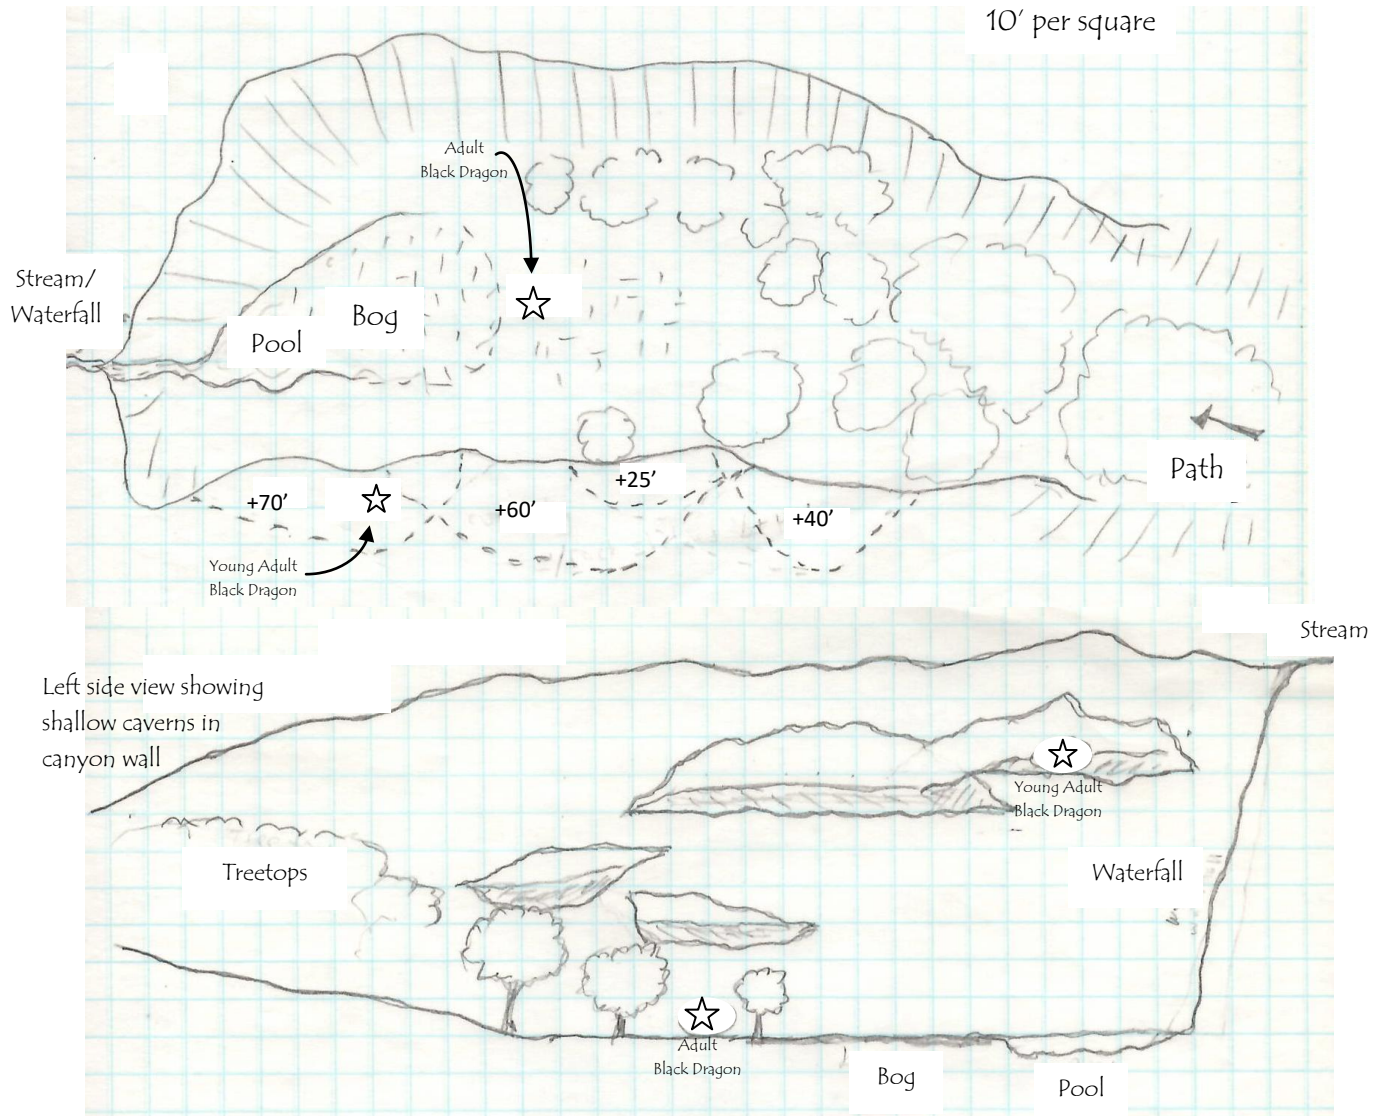 10' per square
Adult
Black Dragon
Stream/
Waterfall
Bog
Pool
Path
+25'
+70'
+60'
+40'
Young Adult
Black Dragon
Stream
Left side view showing
shallow caverns in
canyon wall
Young Adult
Black Dragon
Treetops
Waterfall
Adult
Black Dragon
Bog
Pool